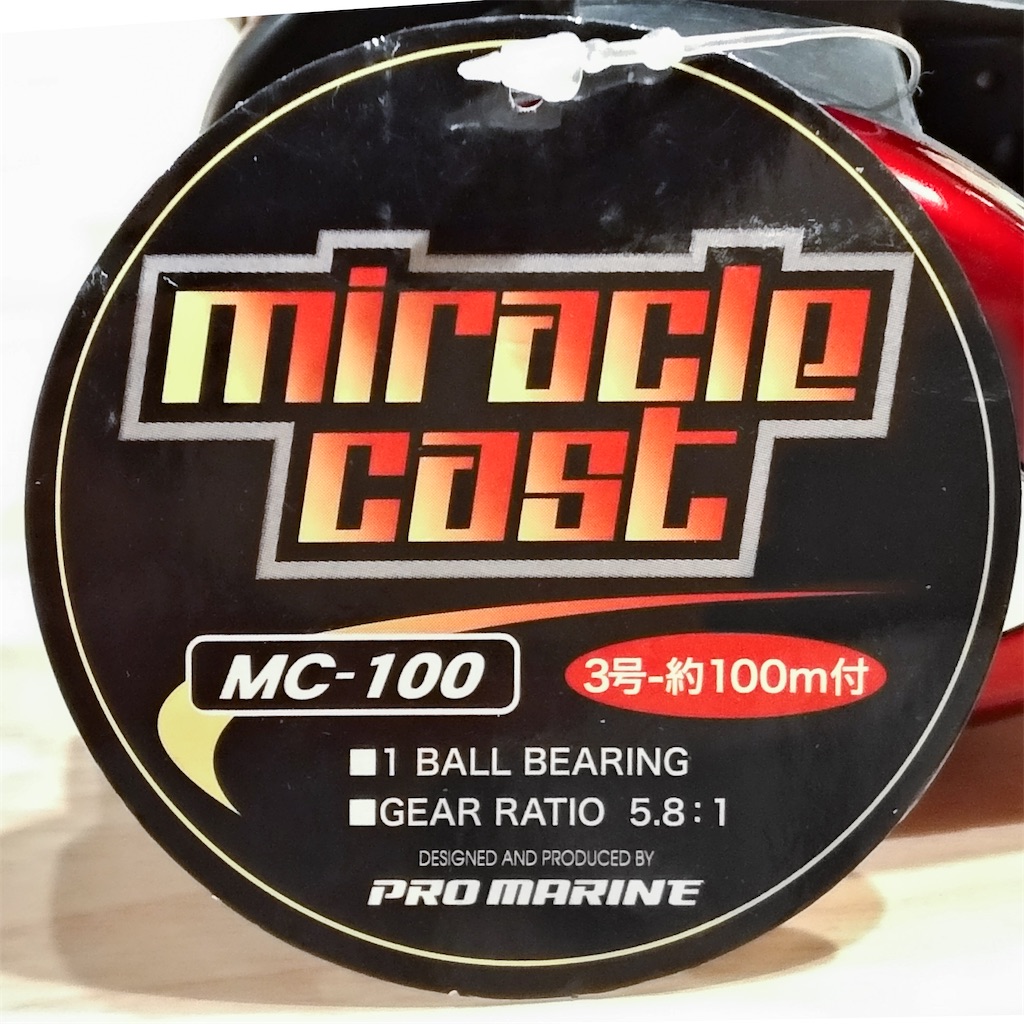 miracle
cast
MC-100
3号-約100m付
■1 BALL BEARING
■GEAR RATIO 5.8:1
DESIGNED AND PRODUCED BY
PRO MARINE